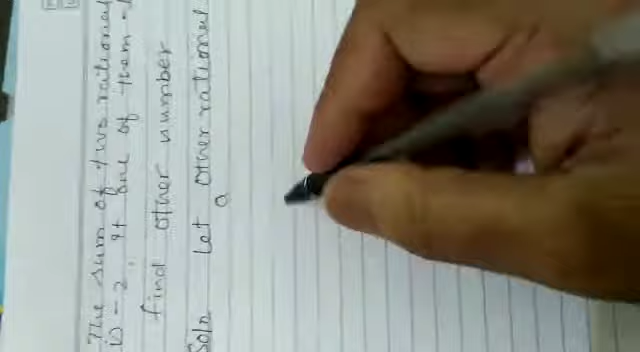 The sum of two rational
is -2. If one of them -
find other number
Soln Let other rational
a